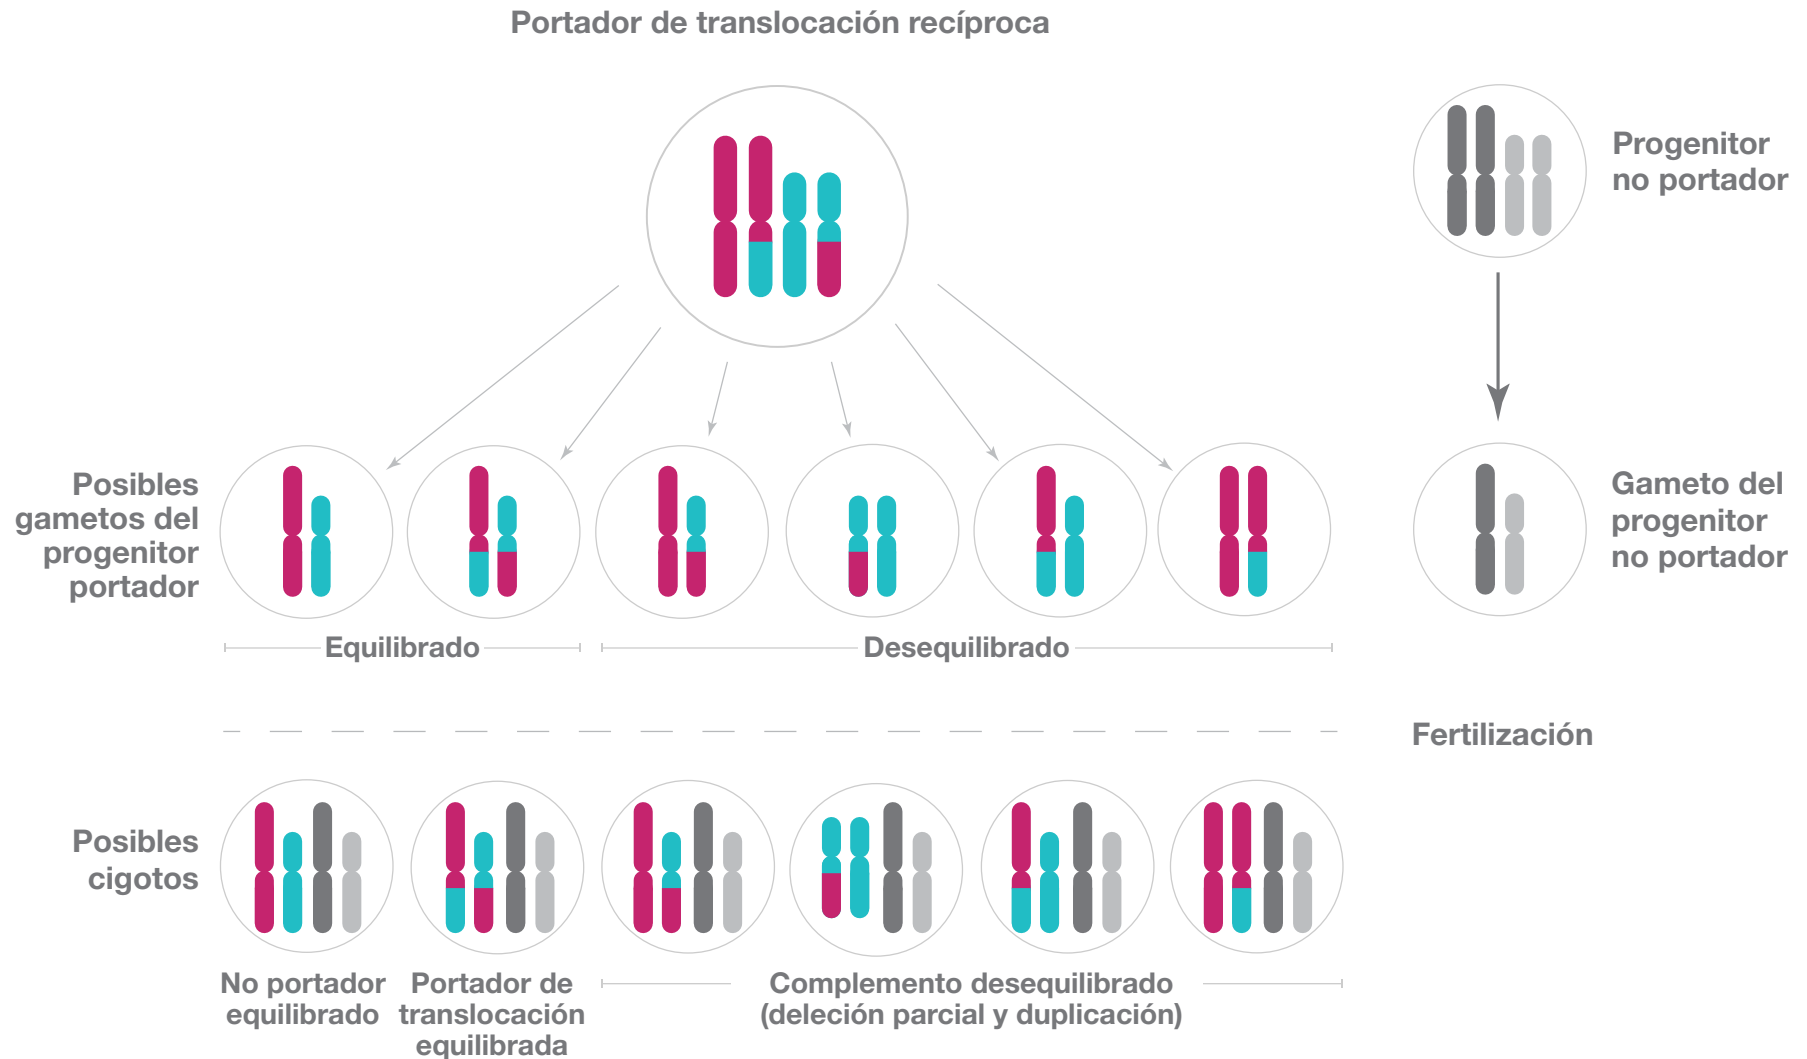 Portador de translocación recíproca
Progenitor
no portador
Posibles
gametos del
progenitor
portador
Gameto del
progenitor
no portador
Equilibrado
Desequilibrado
Fertilización
Posibles
cigotos
No portador
equilibrado
Portador de
translocación
equilibrada
Complemento desequilibrado
(deleción parcial y duplicación)